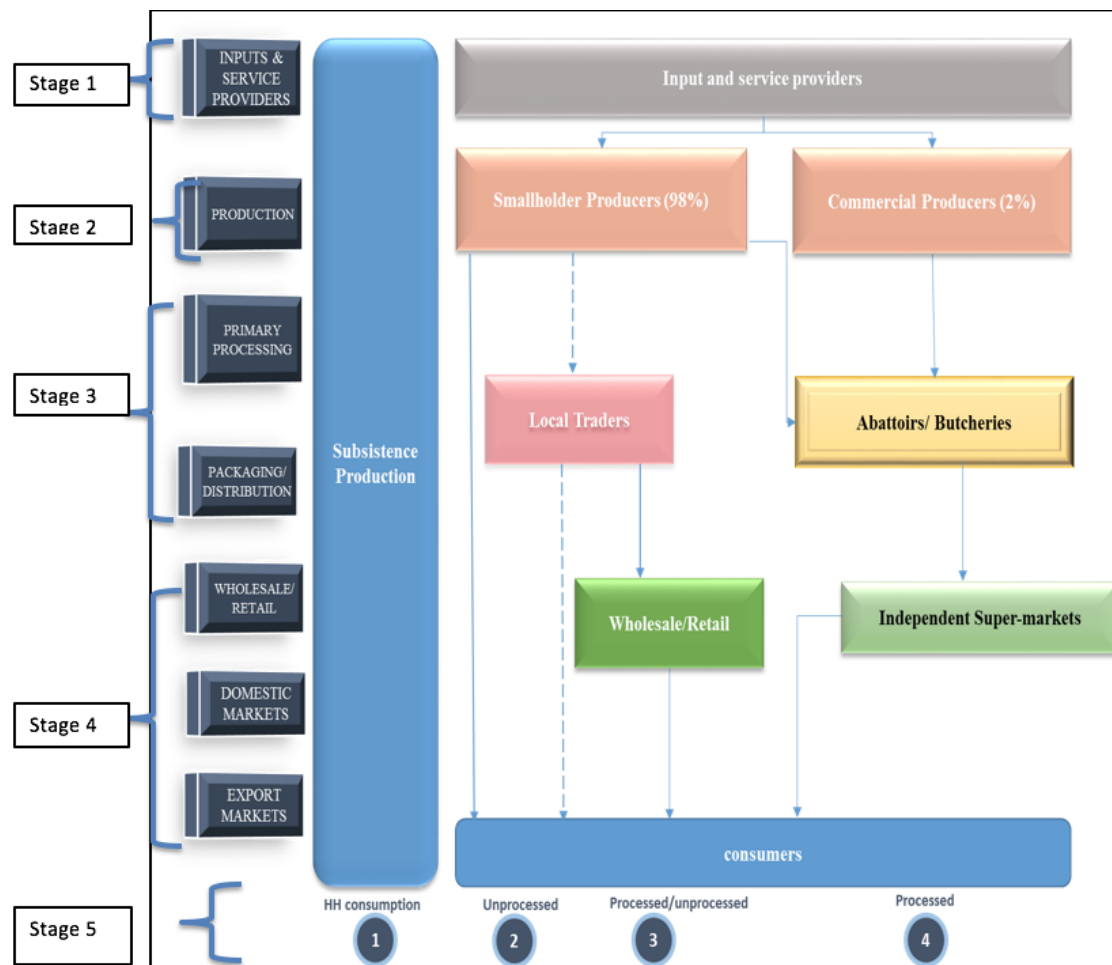 Stage 1
INPUTS &
SERVICE
PROVIDERS
Input and service providers
Stage 2
PRODUCTION
Smallholder Producers (98%)
Commercial Producers (2%)
Stage 3
PRIMARY
PROCESSING
PACKAGING/
DISTRIBUTION
Subsistence
Production
Local Traders
Abattoirs/ Butcheries
Stage 4
WHOLESALE/
RETAIL
DOMESTIC
MARKETS
EXPORT
MARKETS
Wholesale/Retail
Independent Super-markets
consumers
Stage 5
HH consumption
Unprocessed
Processed/unprocessed
Processed
1
2
3
4